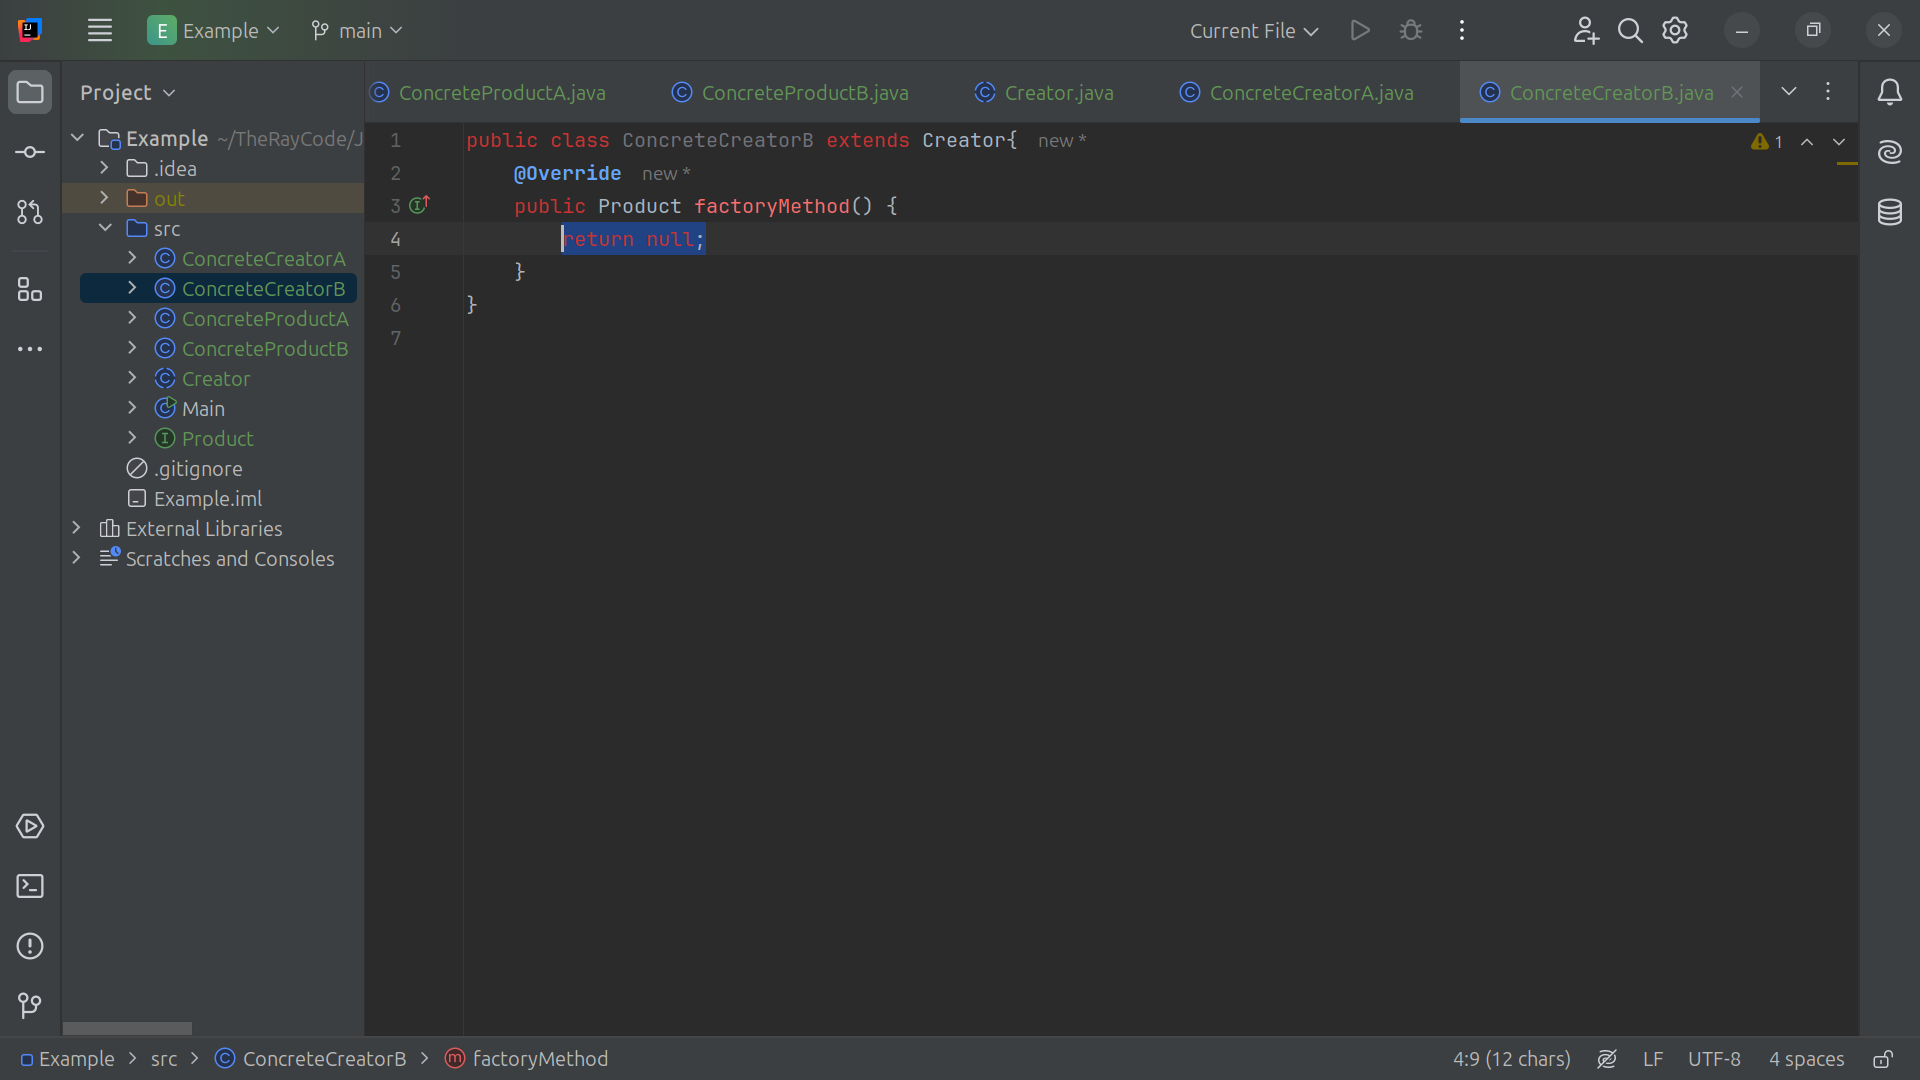 E Example main Current File
Project
ConcreteProductA.java ConcreteProductB.java Creator.java ConcreteCreatorA.java ConcreteCreatorB.java
Example ~/TheRayCode/J
.idea
out
src
ConcreteCreatorA
ConcreteCreatorB
ConcreteProductA
ConcreteProductB
Creator
Main
Product
.gitignore
Example.iml
External Libraries
Scratches and Consoles
1 public class ConcreteCreatorB extends Creator{ new *
2 @Override new *
3 public Product factoryMethod() {
4 return null;
5 }
6 }
7
1
Example > src > ConcreteCreatorB > factoryMethod
4:9 (12 chars) LF UTF-8 4 spaces